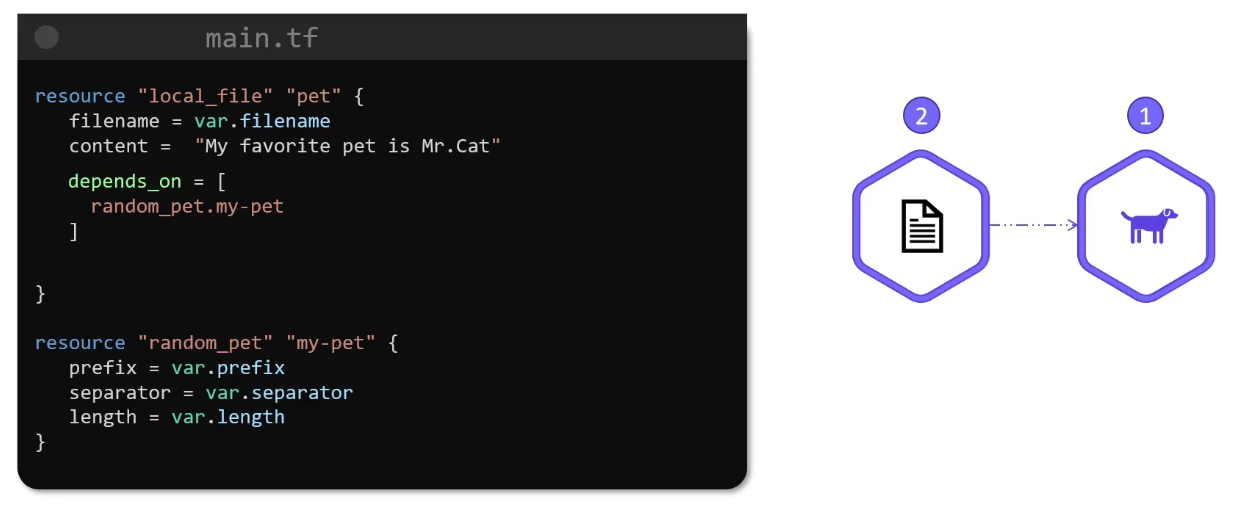 main.tf
resource "local_file" "pet" {
filename = var.filename
content =  "My favorite pet is Mr.Cat"
depends_on = [
random_pet.my-pet
]
}
resource "random_pet" "my-pet" {
prefix = var.prefix
separator = var.separator
length = var.length
}
2
1